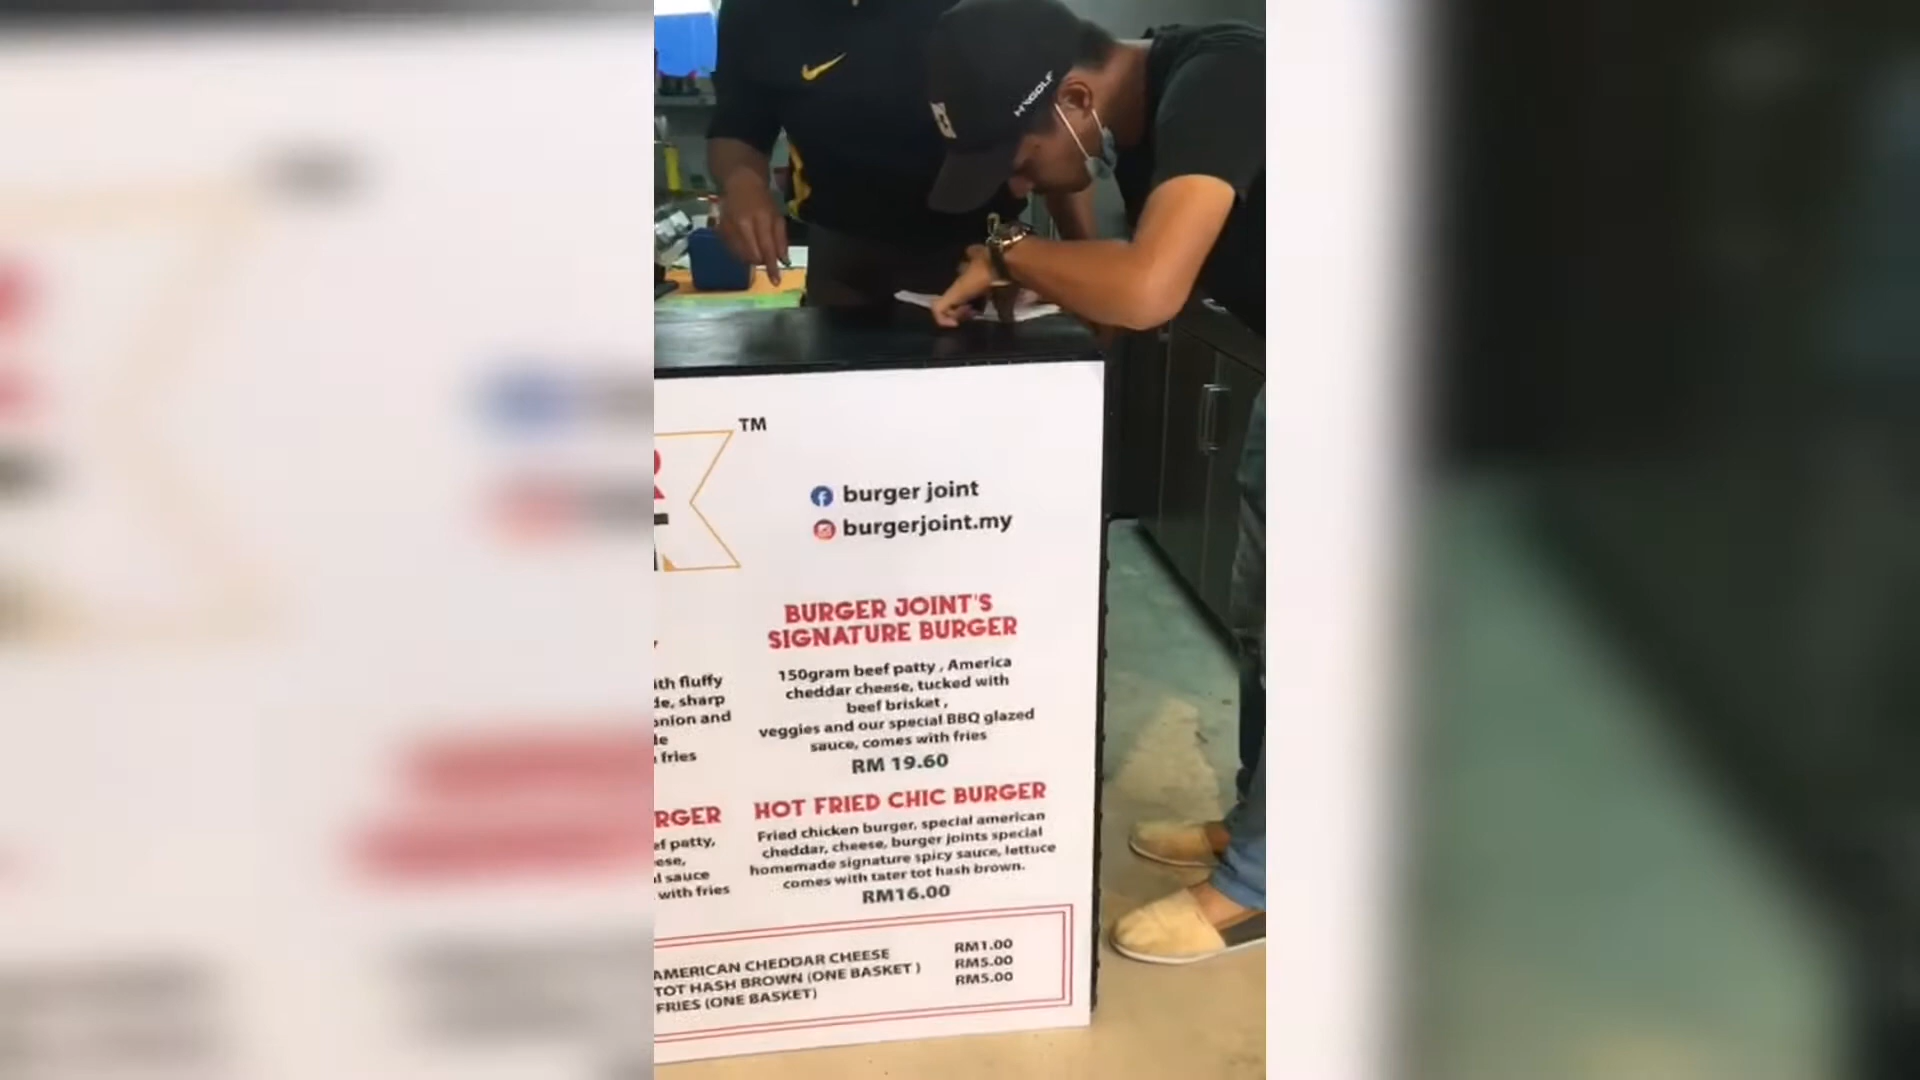 MYGOLF
TM
burger joint
burgerjoint.my
BURGER JOINT'S
SIGNATURE BURGER
150gram beef patty , America
cheddar cheese, tucked with
beef brisket ,
veggies and our special BBQ glazed
sauce, comes with fries
RM 19.60
ith fluffy
sharp
onion and
fries
HOT FRIED CHIC BURGER
Fried chicken burger, special american
cheddar, cheese, burger joints special
homemade signature spicy sauce, lettuce
comes with tater tot hash brown.
RM16.00
RGER
patty,
sauce
with fries
AMERICAN CHEDDAR CHEESE RM1.00
TOT HASH BROWN (ONE BASKET ) RM5.00
FRIES (ONE BASKET) RM5.00